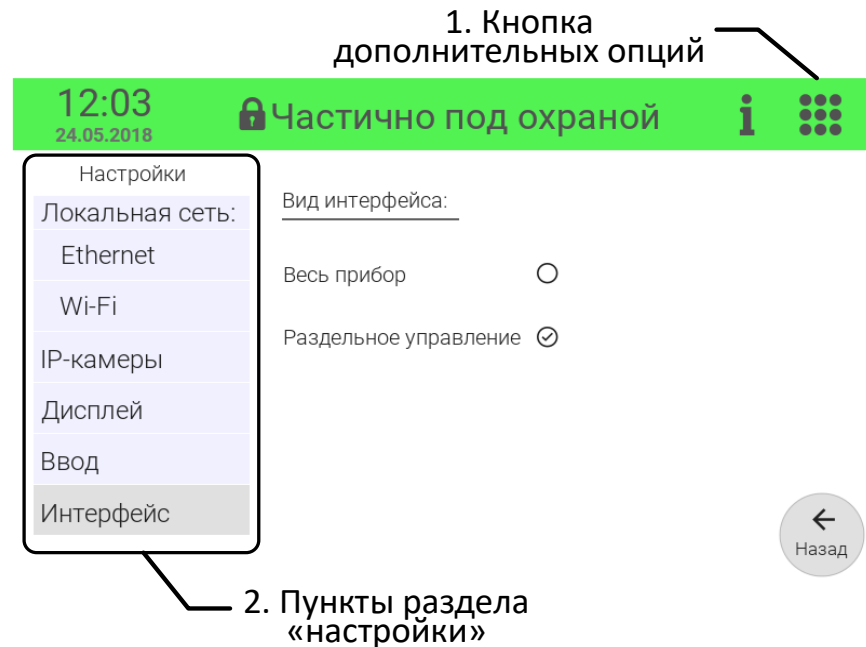 1. Кнопка
дополнительных опций
12:03
24.05.2018
Частично под охраной
i
Настройки
Локальная сеть:
Ethernet
Wi-Fi
IP-камеры
Дисплей
Ввод
Интерфейс
Вид интерфейса:
Весь прибор
Раздельное управление
Назад
2. Пункты раздела
«настройки»